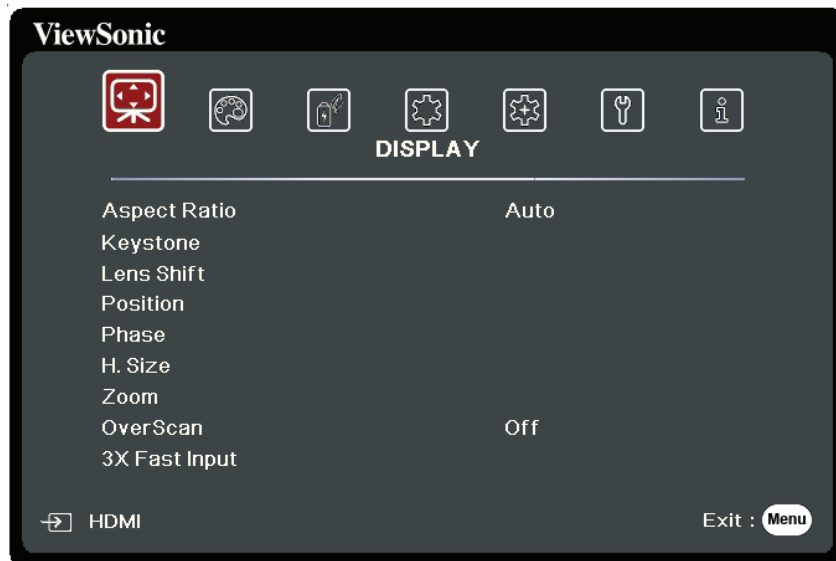 ViewSonic
DISPLAY
Aspect Ratio Auto
Keystone
Lens Shift
Position
Phase
H. Size
Zoom
OverScan Off
3X Fast Input
HDMI Exit : Menu